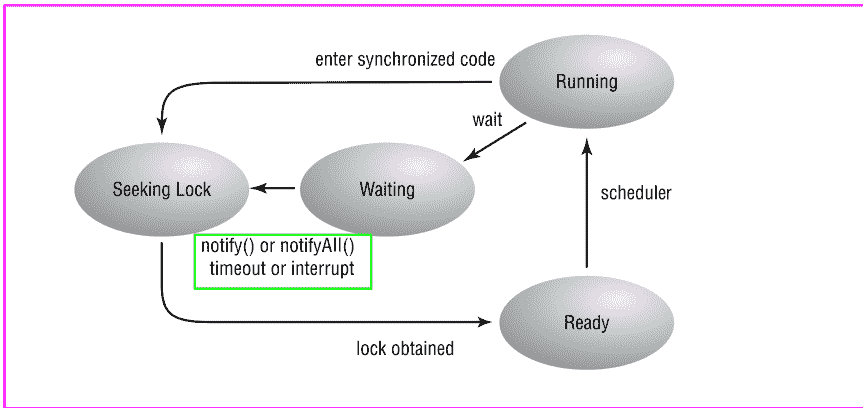 enter synchronized code
Running
wait
Seeking Lock
Waiting
scheduler
notify() or notifyAll()
timeout or interrupt
Ready
lock obtained